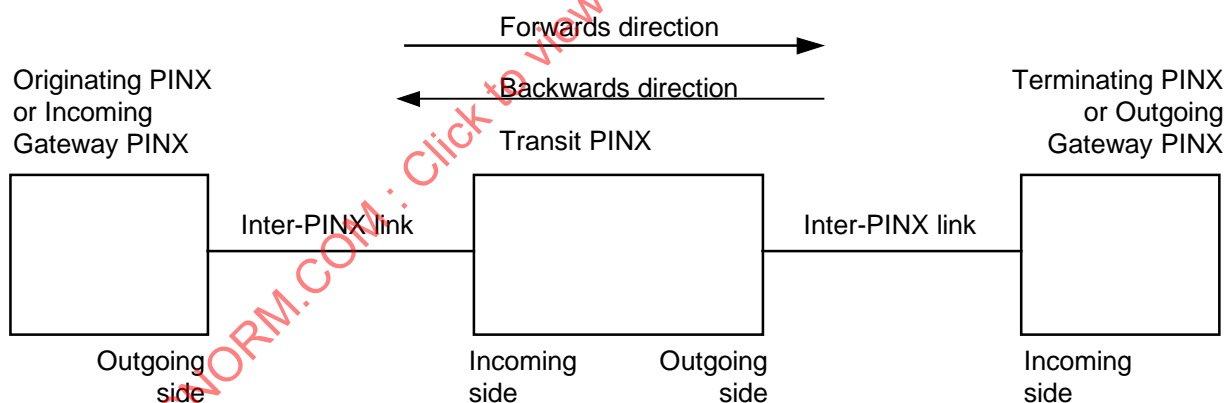 Forwards direction
Backwards direction
Originating PINX
or Incoming
Gateway PINX
Transit PINX
Terminating PINX
or Outgoing
Gateway PINX
Inter-PINX link
Inter-PINX link
Outgoing
side
Incoming
side
Outgoing
side
Incoming
side
NORM.COM : Click to view